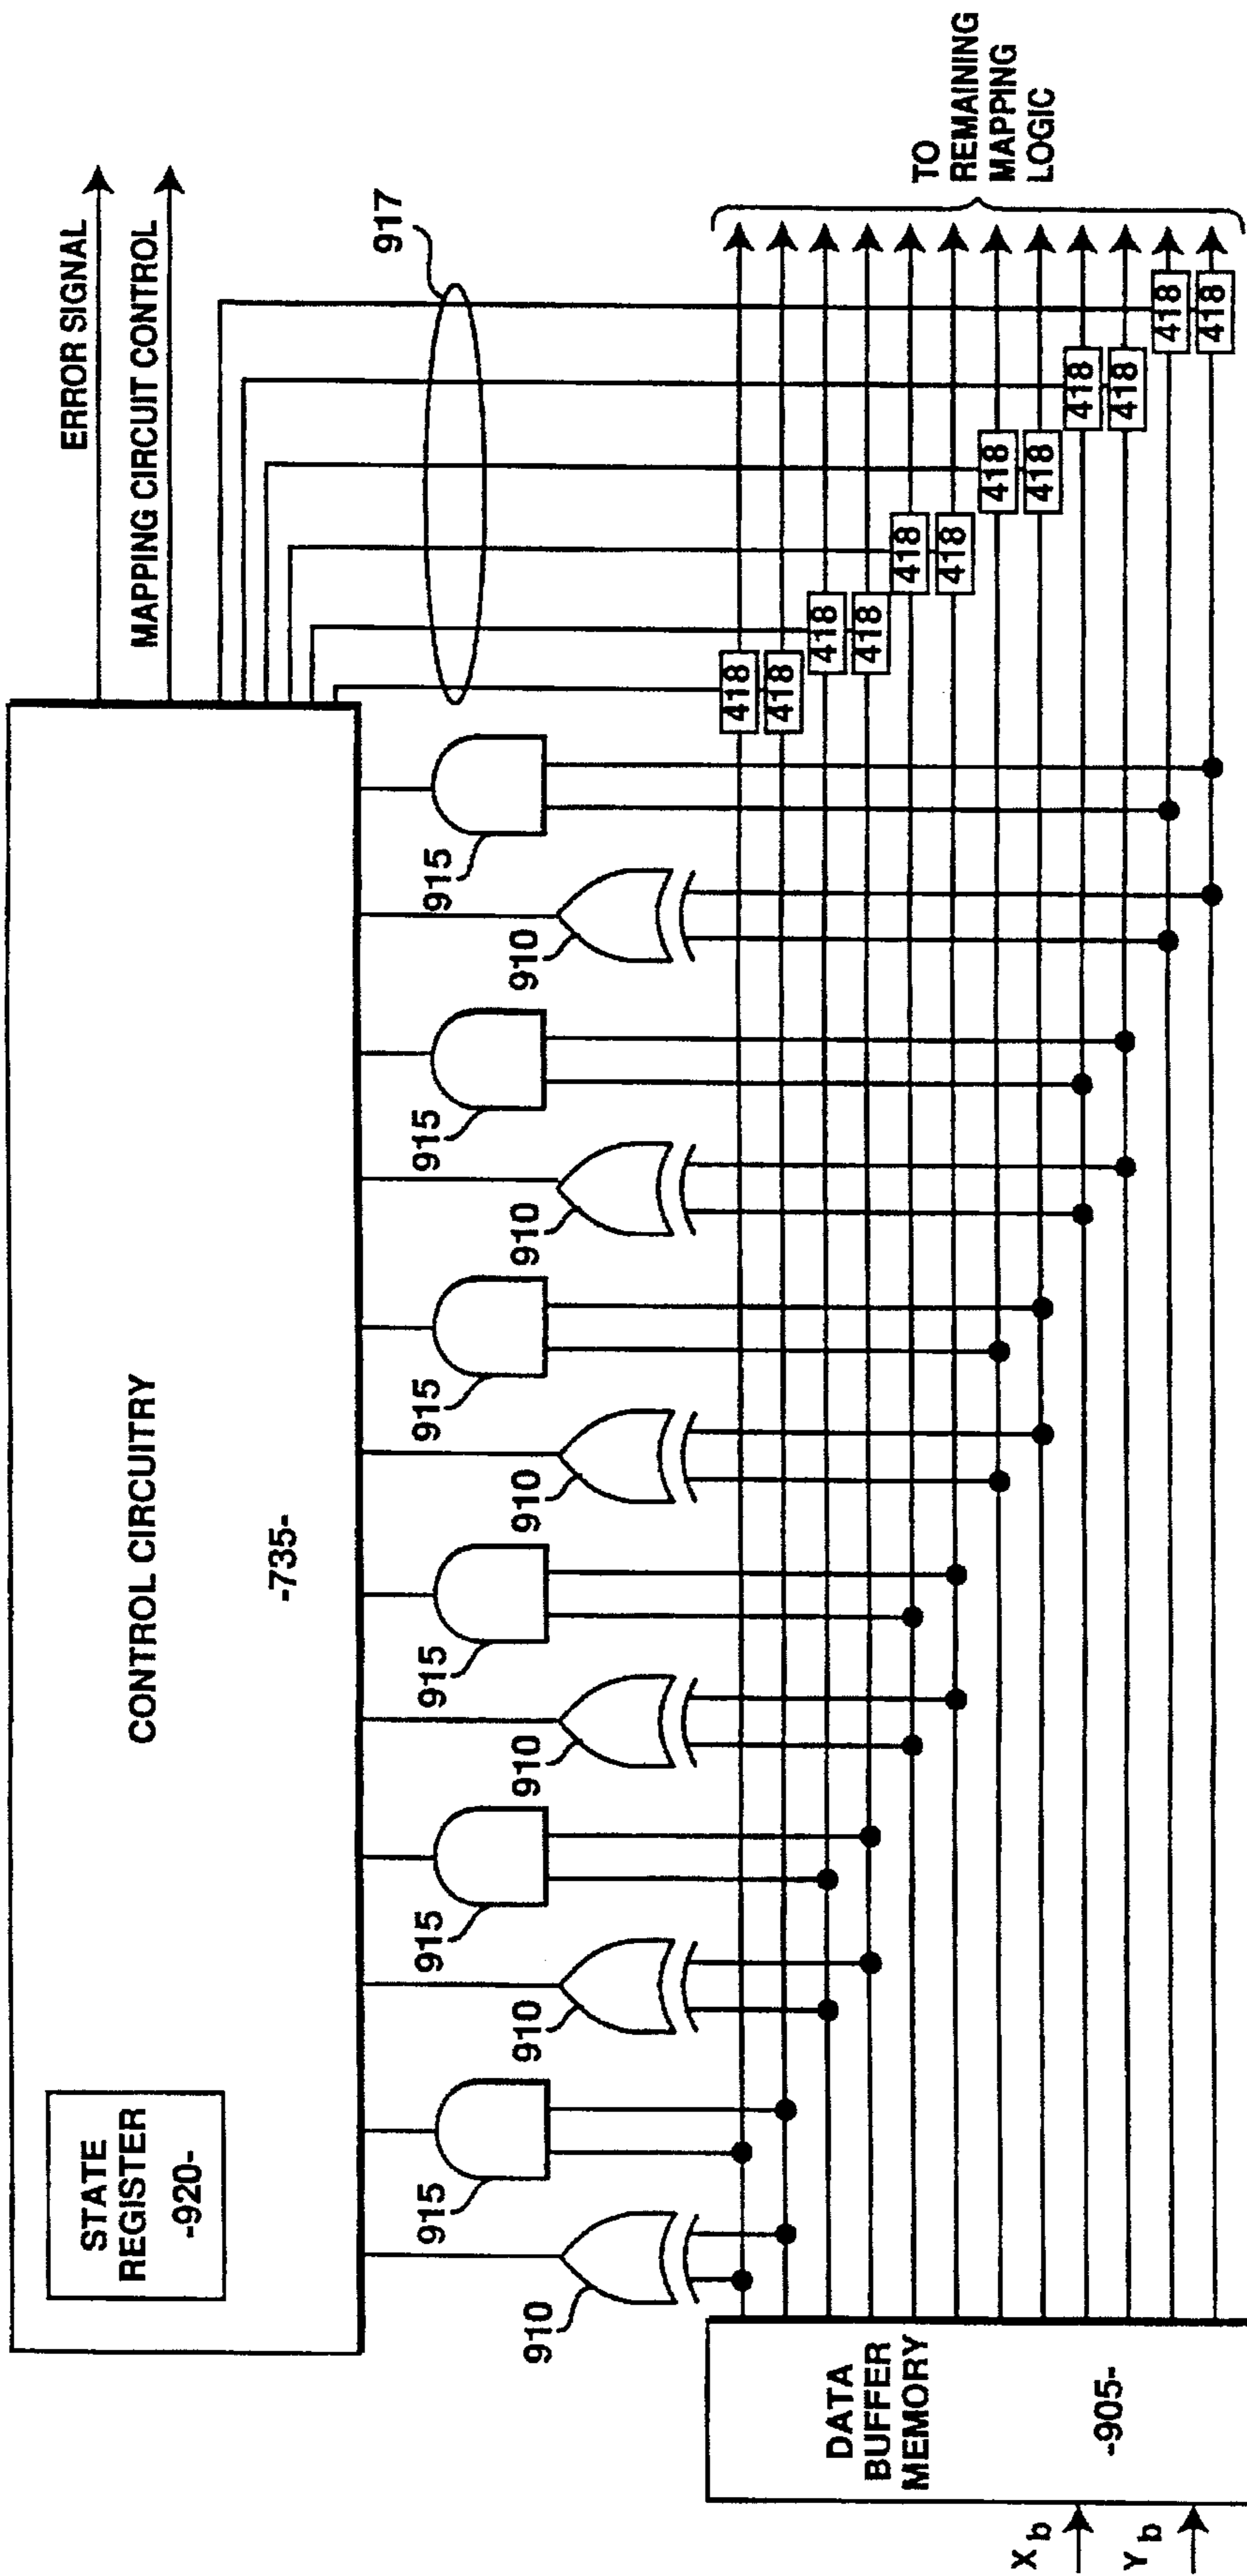 STATE
REGISTER
-920-
CONTROL CIRCUITRY
-735-
ERROR SIGNAL
MAPPING CIRCUIT CONTROL
917
910
915
910
915
910
915
910
915
910
915
910
915
418
418
418
418
418
418
418
418
418
418
418
418
TO
REMAINING
MAPPING
LOGIC
DATA
BUFFER
MEMORY
-905-
Xb
Yb